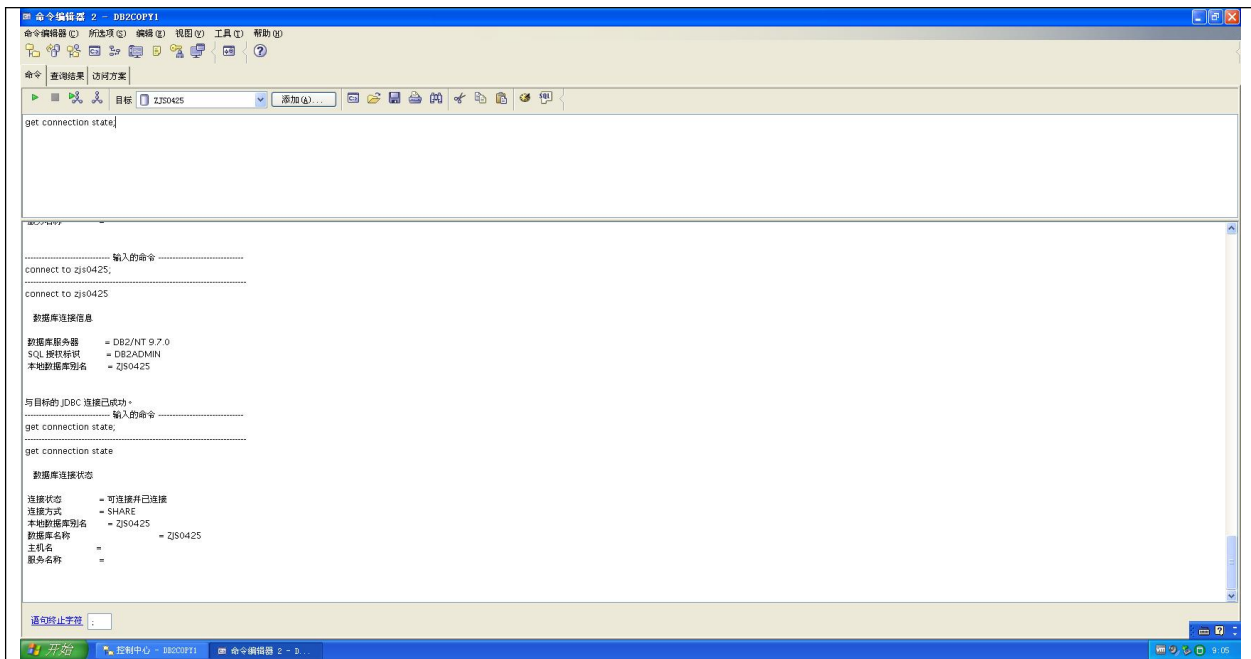 命令编辑器 2 - DB2COPY1
命令编辑器(C) 所选项(S) 编辑(E) 视图(V) 工具(T) 帮助(H)
命令 查询结果 访问方案
目标 ZJS0425 添加(A)...
get connection state;
服务名称 =
---------------------------- 输入的命令 ----------------------------
connect to zjs0425;
connect to zjs0425
数据库连接信息
数据库服务器 = DB2/NT 9.7.0
SQL 授权标识 = DB2ADMIN
本地数据库别名 = ZJS0425
与目标的 JDBC 连接已成功。
---------------------------- 输入的命令 ----------------------------
get connection state;
get connection state
数据库连接状态
连接状态 = 可连接并已连接
连接方式 = SHARE
本地数据库别名 = ZJS0425
数据库名称 = ZJS0425
主机名 =
服务名称 =
语句终止字符 ;
开始 控制中心 - DB2COPY1 命令编辑器 2 - D... 9:05